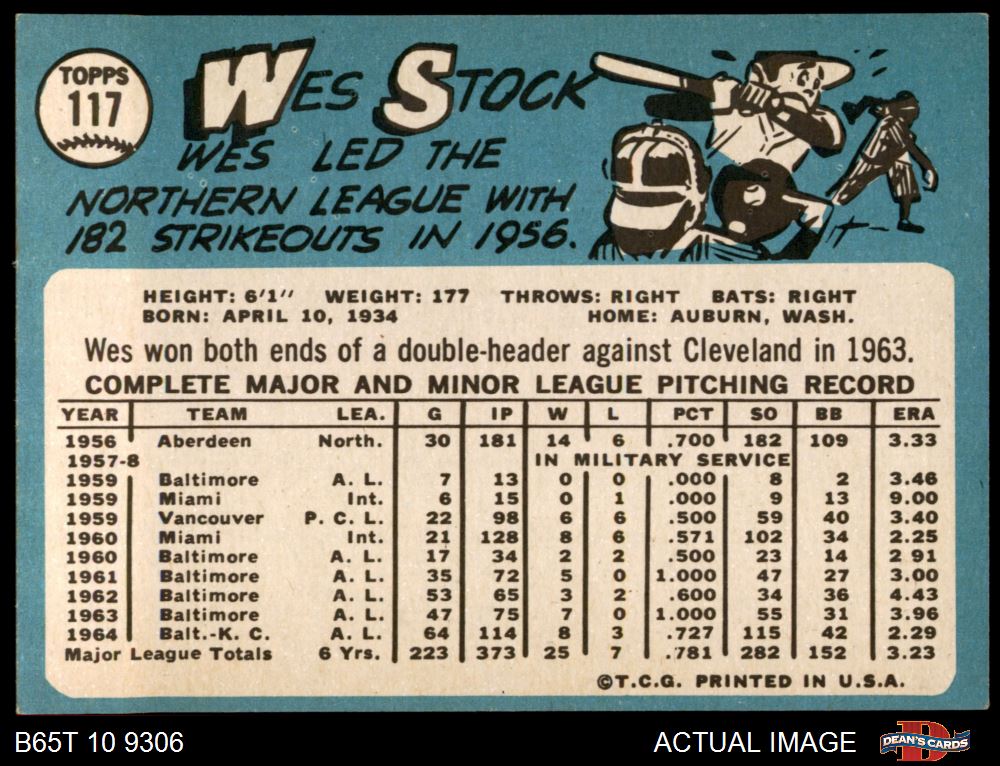 TOPPS
117
WES STOCK
WES LED THE
NORTHERN LEAGUE WITH
182 STRIKEOUTS IN 1956.
HEIGHT: 6'1" WEIGHT: 177 THROWS: RIGHT BATS: RIGHT
BORN: APRIL 10, 1934 HOME: AUBURN, WASH.
Wes won both ends of a double-header against Cleveland in 1963.
COMPLETE MAJOR AND MINOR LEAGUE PITCHING RECORD
YEAR TEAM LEA. G IP W L PCT SO BB ERA
1956 Aberdeen North. 30 181 14 6 .700 182 109 3.33
1957-8 IN MILITARY SERVICE
1959 Baltimore A. L. 7 13 0 0 .000 8 2 3.46
1959 Miami Int. 6 15 0 1 .000 9 13 9.00
1959 Vancouver P. C. L. 22 98 6 6 .500 59 40 3.40
1960 Miami Int. 21 128 8 6 .571 102 34 2.25
1960 Baltimore A. L. 17 34 2 2 .500 23 14 2 91
1961 Baltimore A. L. 35 72 5 0 1.000 47 27 3.00
1962 Baltimore A. L. 53 65 3 2 .600 34 36 4.43
1963 Baltimore A. L. 47 75 7 0 1.000 55 31 3.96
1964 Balt.-K. C. A. L. 64 114 8 3 .727 115 42 2.29
Major League Totals 6 Yrs. 223 373 25 7 .781 282 152 3.23
©T.C.G. PRINTED IN U.S.A.
B65T 10 9306 ACTUAL IMAGE D DEAN'S CARDS